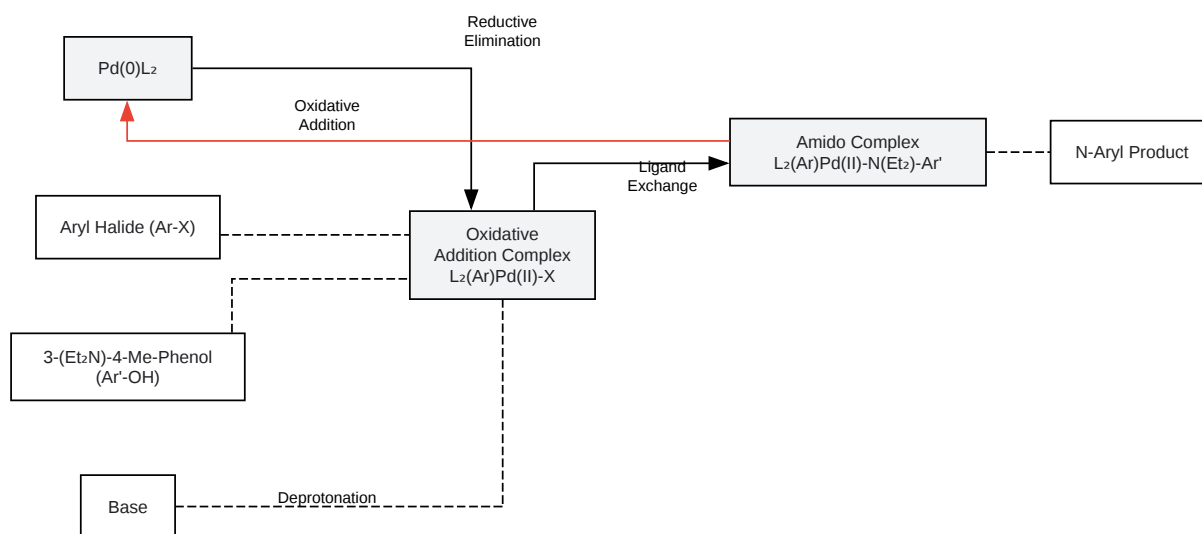 Reductive
Elimination
Pd(0)L₂
Oxidative
Addition
Amido Complex
L₂(Ar)Pd(II)-N(Et₂)-Ar'
N-Aryl Product
Ligand
Exchange
Aryl Halide (Ar-X)
Oxidative
Addition Complex
L₂(Ar)Pd(II)-X
3-(Et₂N)-4-Me-Phenol
(Ar'-OH)
Deprotonation
Base